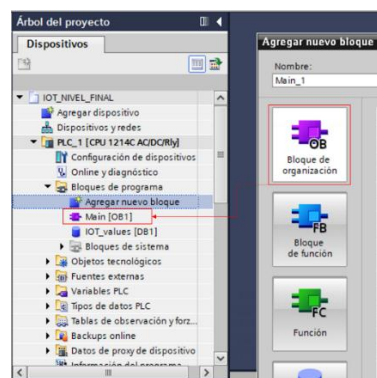 Árbol del proyecto
Dispositivos
IOT_NIVEL_FINAL
Agregar dispositivo
Dispositivos y redes
PLC_1 [CPU 1214C AC/DC/Rly]
Configuración de dispositivos
Online y diagnóstico
Bloques de programa
Agregar nuevo bloque
Main [OB1]
IOT_values [DB1]
Bloques de sistema
Objetos tecnológicos
Fuentes externas
Variables PLC
Tipos de datos PLC
Tablas de observación y forz...
Backups online
Datos de proxy de dispositivo
Información del programa
Agregar nuevo bloque
Nombre:
Main_1
OB
Bloque de
organización
FB
Bloque
de función
FC
Función